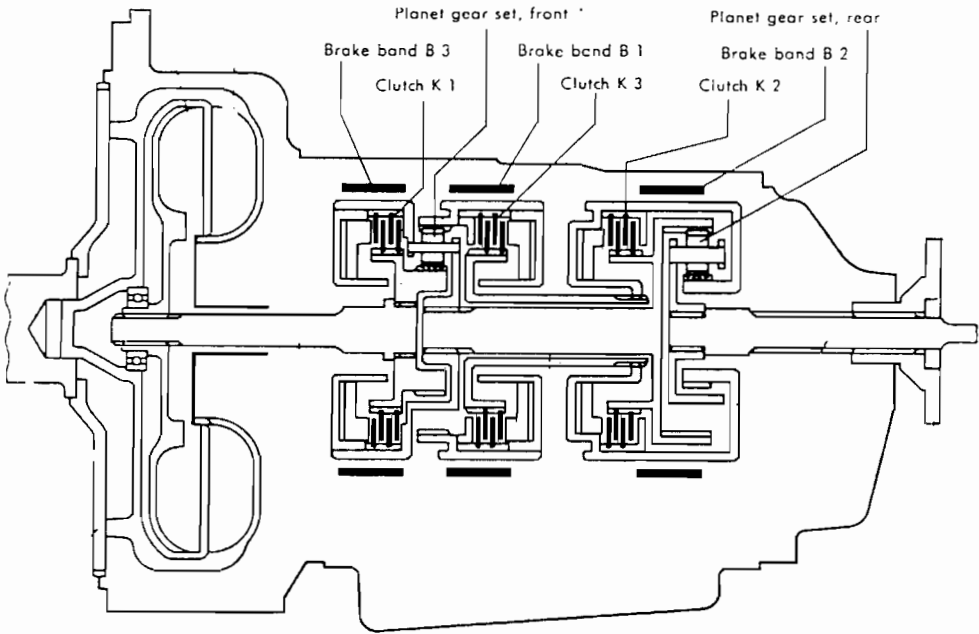 Planet gear set, front
Planet gear set, rear
Brake band B 3
Brake bend B 1
Brake band B 2
Clutch K 1
Clutch K 3
Clutch K 2